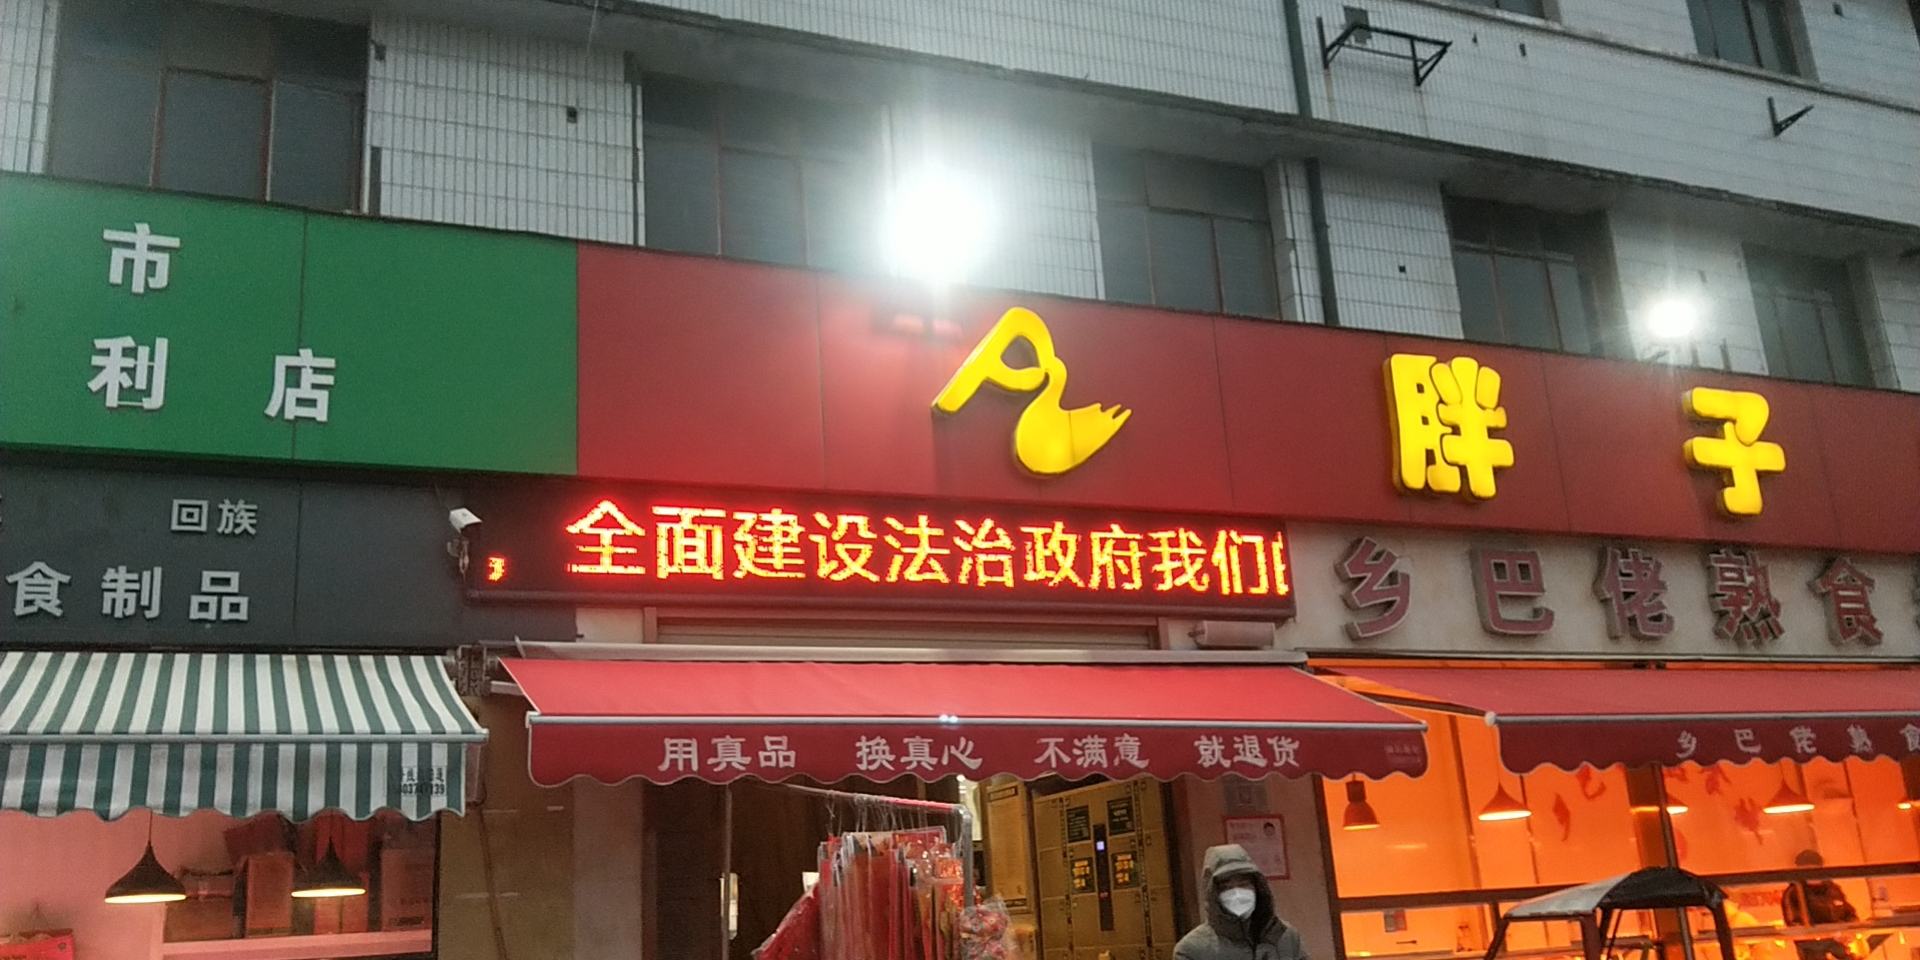 市
利 店
胖 子
回族
食制品
，全面建设法治政府我们
乡巴佬熟食
用真品 换真心 不满意 就退货
乡巴佬熟食